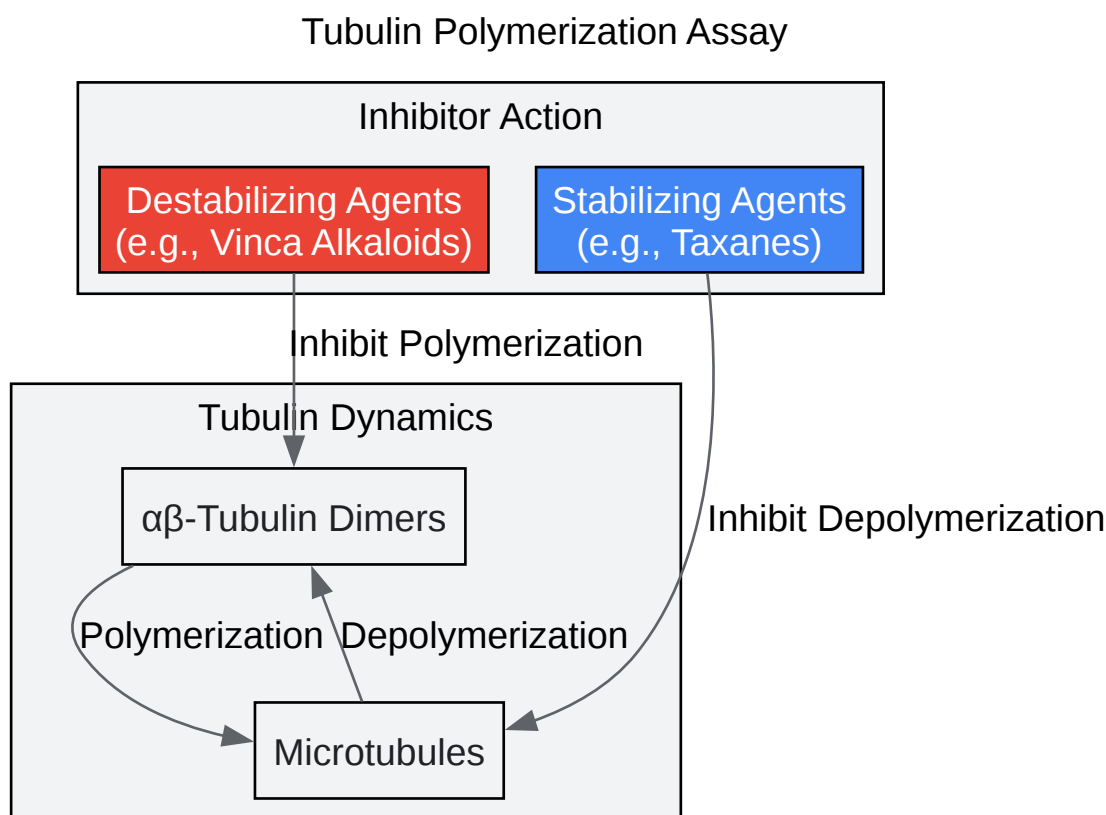 Tubulin Polymerization Assay
Inhibitor Action
Destabilizing Agents
(e.g., Vinca Alkaloids)
Stabilizing Agents
(e.g., Taxanes)
Inhibit Polymerization
Tubulin Dynamics
αβ-Tubulin Dimers
Inhibit Depolymerization
Polymerization
Depolymerization
Microtubules